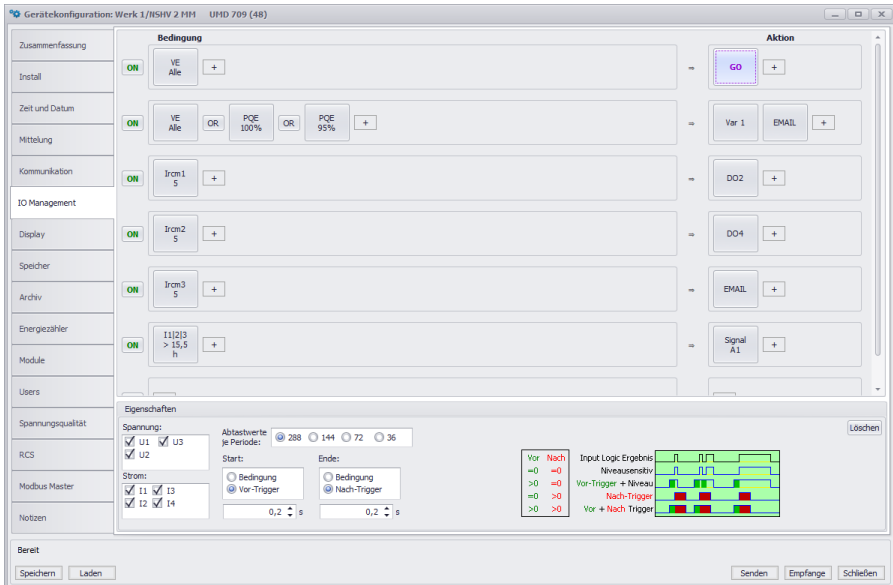 Gerätekonfiguration: Werk 1/NSHV 2 MM UMD 709 (48)
Zusammenfassung
Install
Zeit und Datum
Mittelung
Kommunikation
IO Management
Display
Speicher
Archiv
Energiezähler
Module
Users
Spannungsqualität
RCS
Modbus Master
Notizen
Bedingung Aktion
ON VE Alle + ⇒ GO +
ON VE Alle OR PQE 100% OR PQE 95% + ⇒ Var 1 EMAIL +
ON Ircm1 5 + ⇒ DO2 +
ON Ircm2 5 + ⇒ DO4 +
ON Ircm3 5 + ⇒ EMAIL +
ON I1|2|3 > 15,5 h + ⇒ Signal A1 +
Eigenschaften
Löschen
Spannung:
U1 U3
U2
Strom:
I1 I3
I2 I4
Abtastwerte
je Periode: 288 144 72 36
Start: Ende:
Bedingung Bedingung
Vor-Trigger Nach-Trigger
0,2 s 0,2 s
Vor Nach Input Logic Ergebnis
=0 =0 Niveausensitiv
>0 =0 Vor-Trigger + Niveau
=0 >0 Nach-Trigger
>0 >0 Vor + Nach Trigger
Bereit
Speichern Laden Senden Empfange Schließen